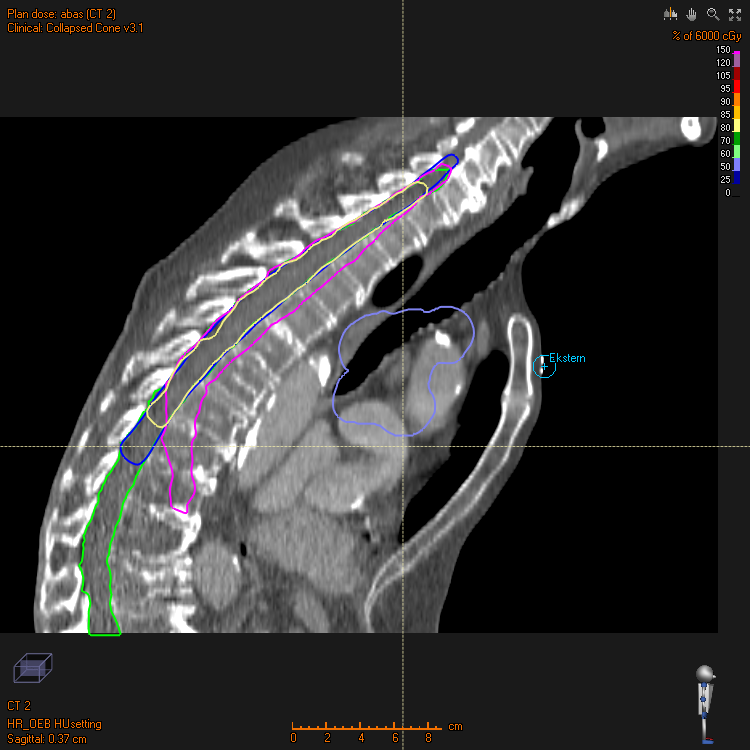 Plan dose: abas (CT 2)
Clinical: Collapsed Cone v3.1
% of 6000 cGy
150
120
105
95
90
85
80
70
60
50
25
0
Ekstern
CT 2
HR_OEB HUsetting
Sagittal: 0.37 cm
0 2 4 6 8 cm